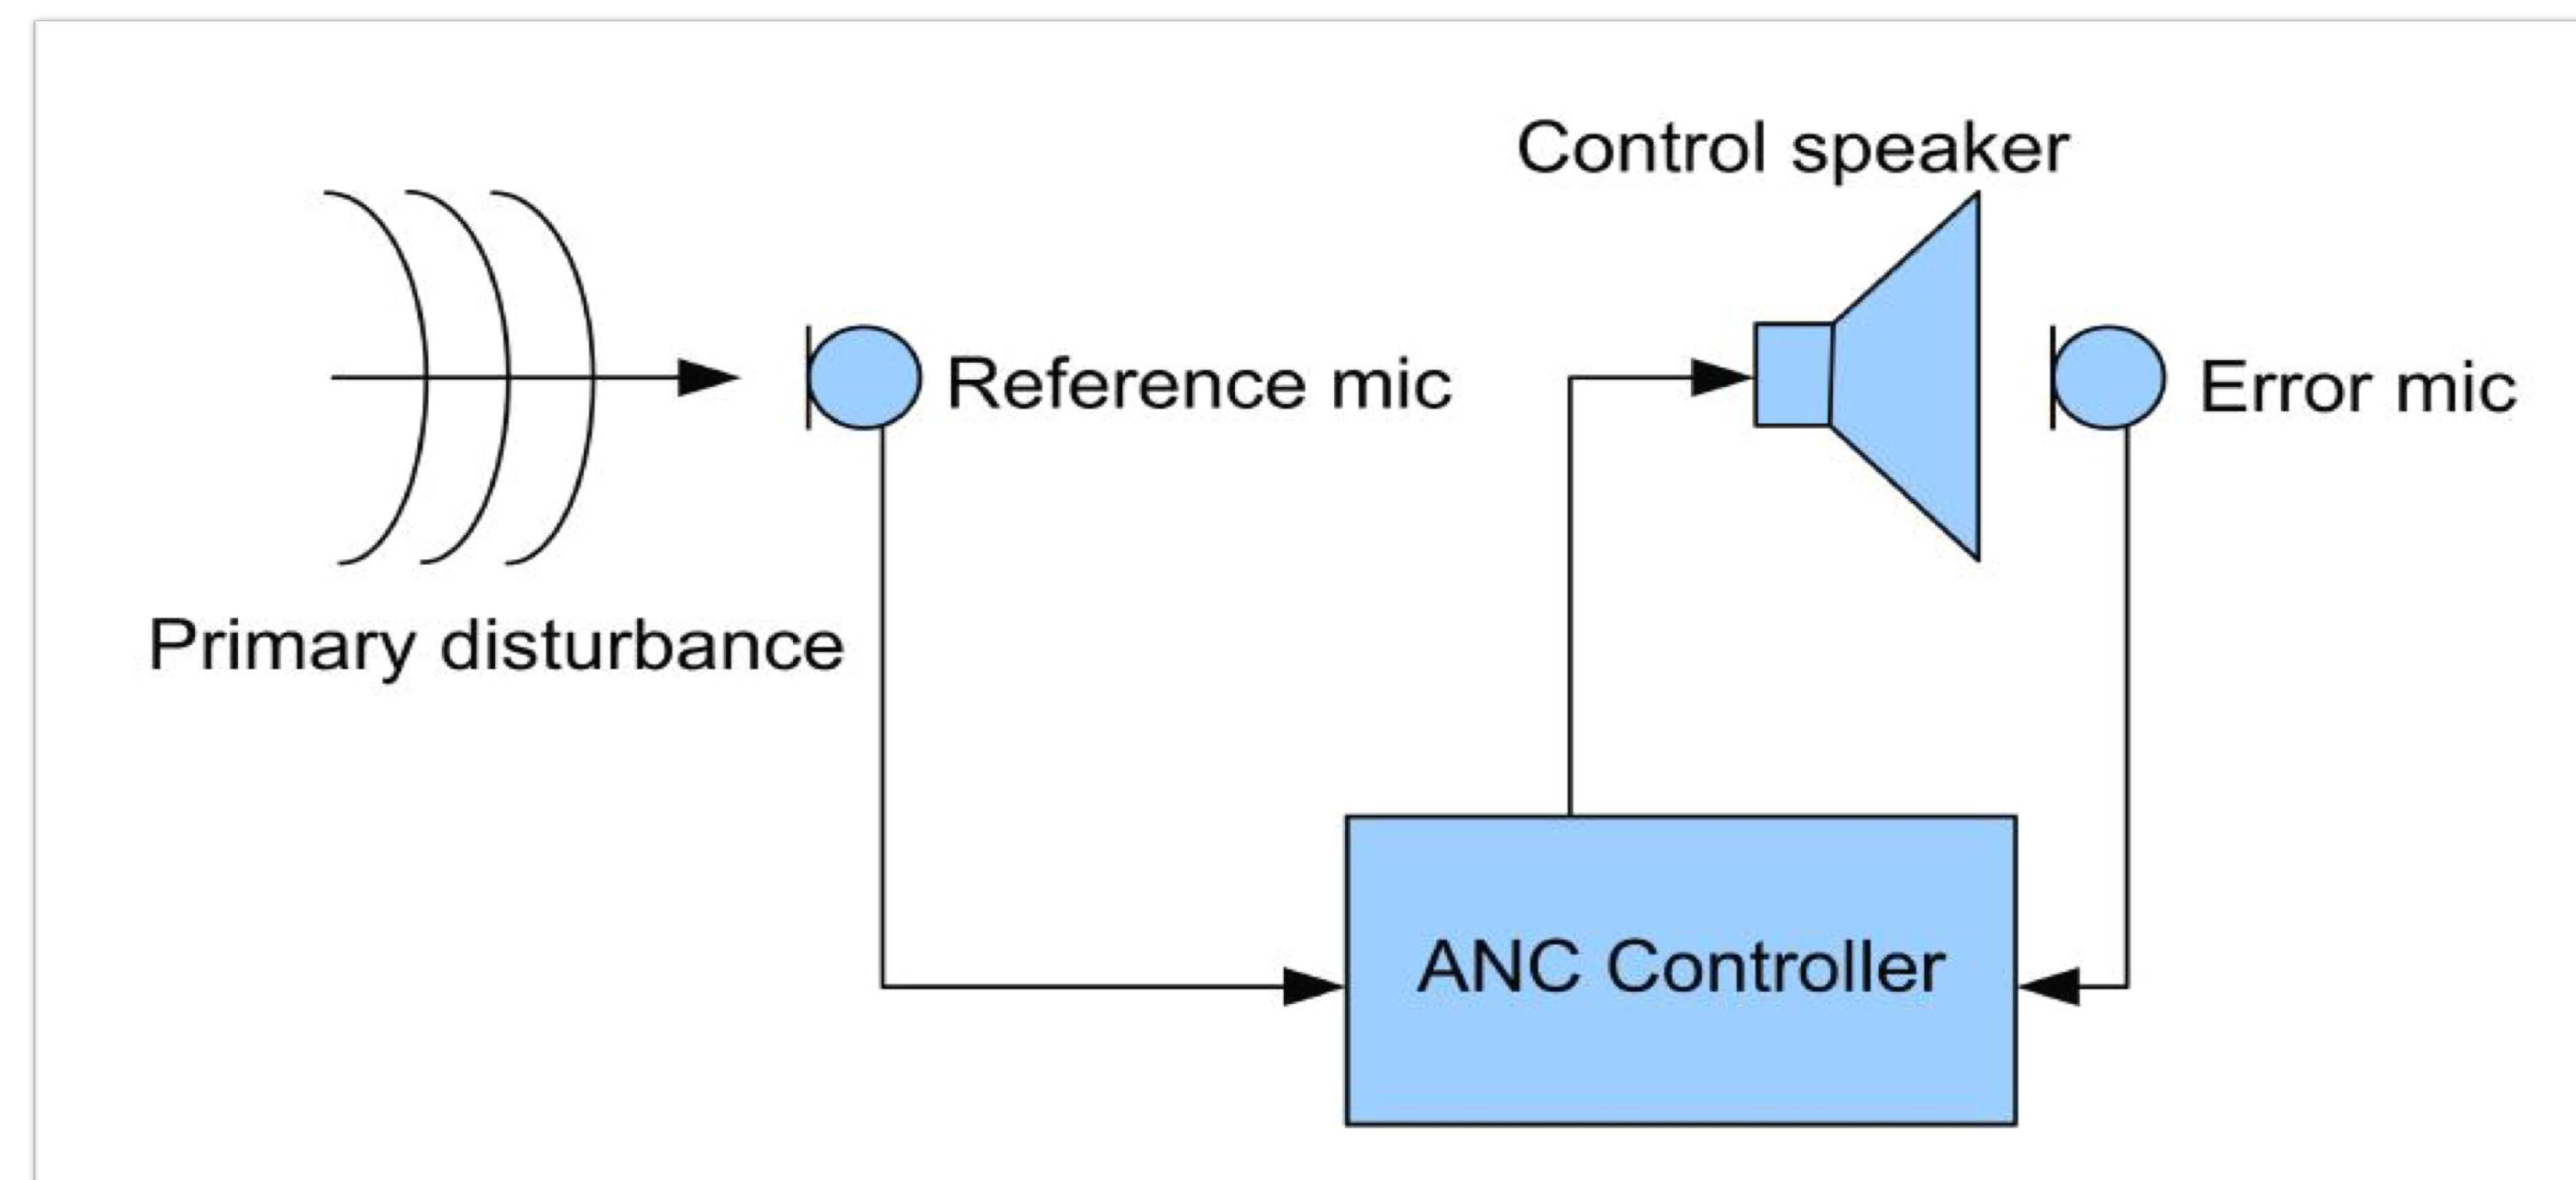 Control speaker
Reference mic
Error mic
Primary disturbance
ANC Controller